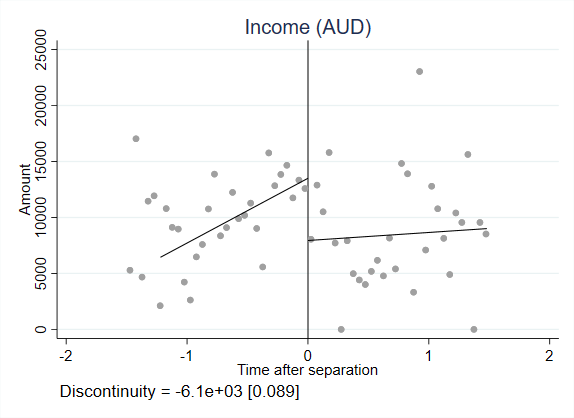 Income (AUD)
25000
20000
15000
10000
5000
0
Amount
-2
-1
0
1
2
Time after separation
Discontinuity = -6.1e+03 [0.089]